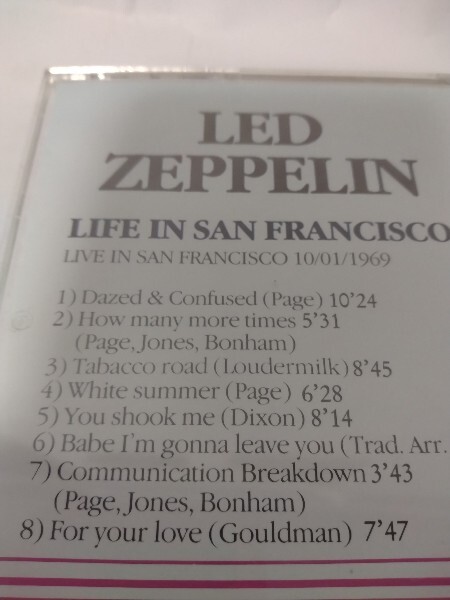 LED
ZEPPELIN
LIFE IN SAN FRANCISCO
LIVE IN SAN FRANCISCO 10/01/1969
1) Dazed & Confused (Page) 10'24
2) How many more times 5'31
(Page, Jones, Bonham)
3) Tabacco road (Loudermilk) 8'45
4) White summer (Page) 6'28
5) You shook me (Dixon) 8'14
6) Babe I'm gonna leave you (Trad. Arr.
7) Communication Breakdown 3'43
(Page, Jones, Bonham)
8) For your love (Gouldman) 7'47